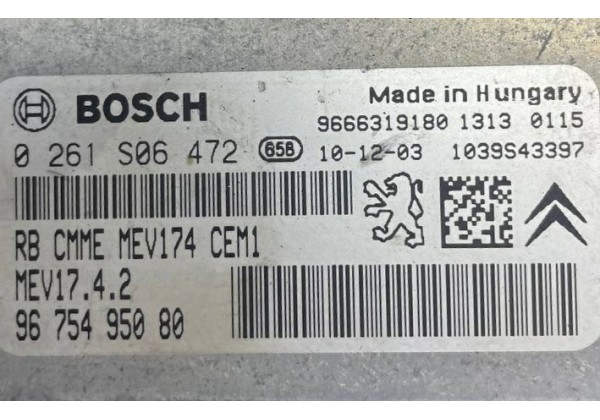 BOSCH
Made in Hungary
9666319180 1313 0115
0 261 S06 472 65B 10-12-03 1039S43397
RB CMME MEV174 CEM1
MEV17.4.2
96 754 950 80